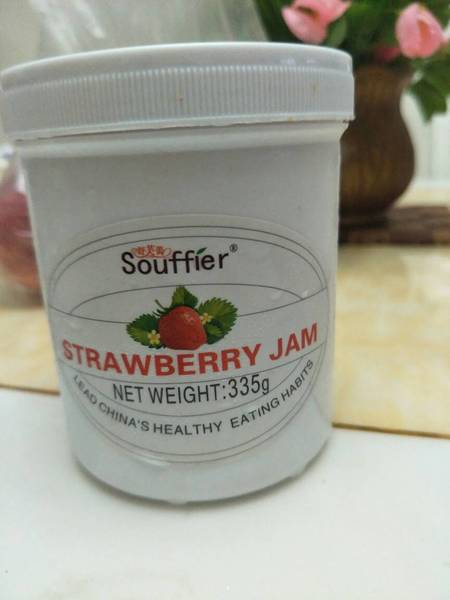 Souffier®
STRAWBERRY JAM
NET WEIGHT:335g
LEAD CHINA'S HEALTHY EATING HABITS